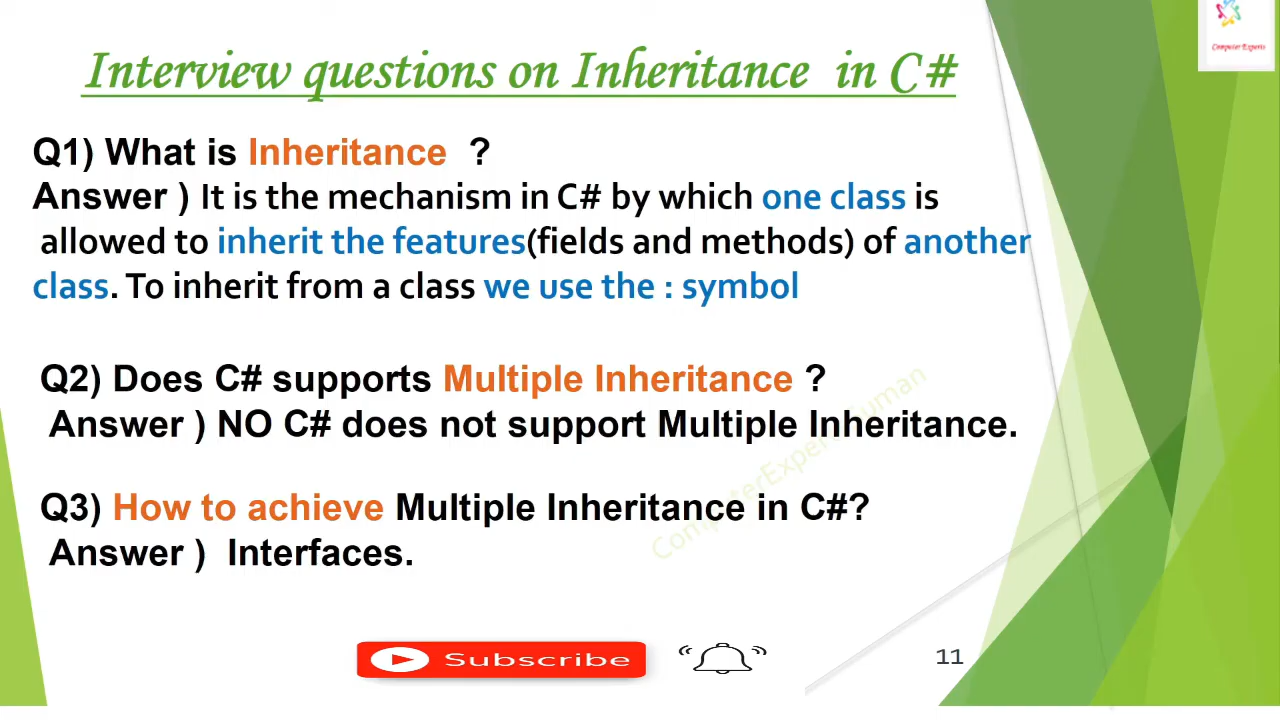 Computer Experts
Interview questions on Inheritance in C#
Q1) What is Inheritance ?
Answer ) It is the mechanism in C# by which one class is
allowed to inherit the features(fields and methods) of another
class. To inherit from a class we use the : symbol
Q2) Does C# supports Multiple Inheritance ?
Answer ) NO C# does not support Multiple Inheritance.
Q3) How to achieve Multiple Inheritance in C#?
Answer ) Interfaces.
Subscribe
11